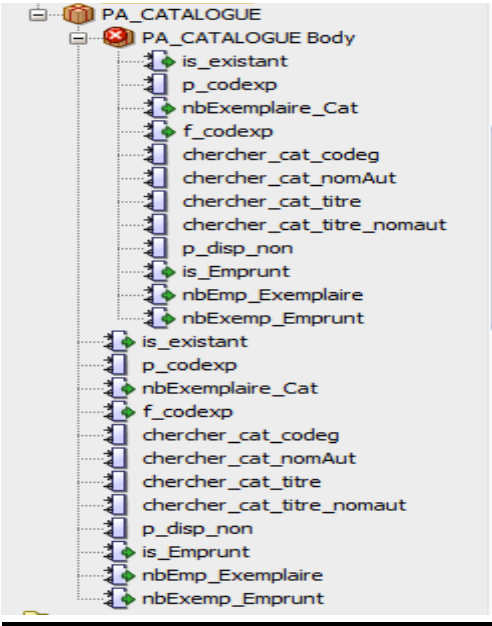 PA_CATALOGUE
PA_CATALOGUE Body
is_existant
p_codexp
nbExemplaire_Cat
f_codexp
chercher_cat_codeg
chercher_cat_nomAut
chercher_cat_titre
chercher_cat_titre_nomaut
p_disp_non
is_Emprunt
nbEmp_Exemplaire
nbExemp_Emprunt
is_existant
p_codexp
nbExemplaire_Cat
f_codexp
chercher_cat_codeg
chercher_cat_nomAut
chercher_cat_titre
chercher_cat_titre_nomaut
p_disp_non
is_Emprunt
nbEmp_Exemplaire
nbExemp_Emprunt